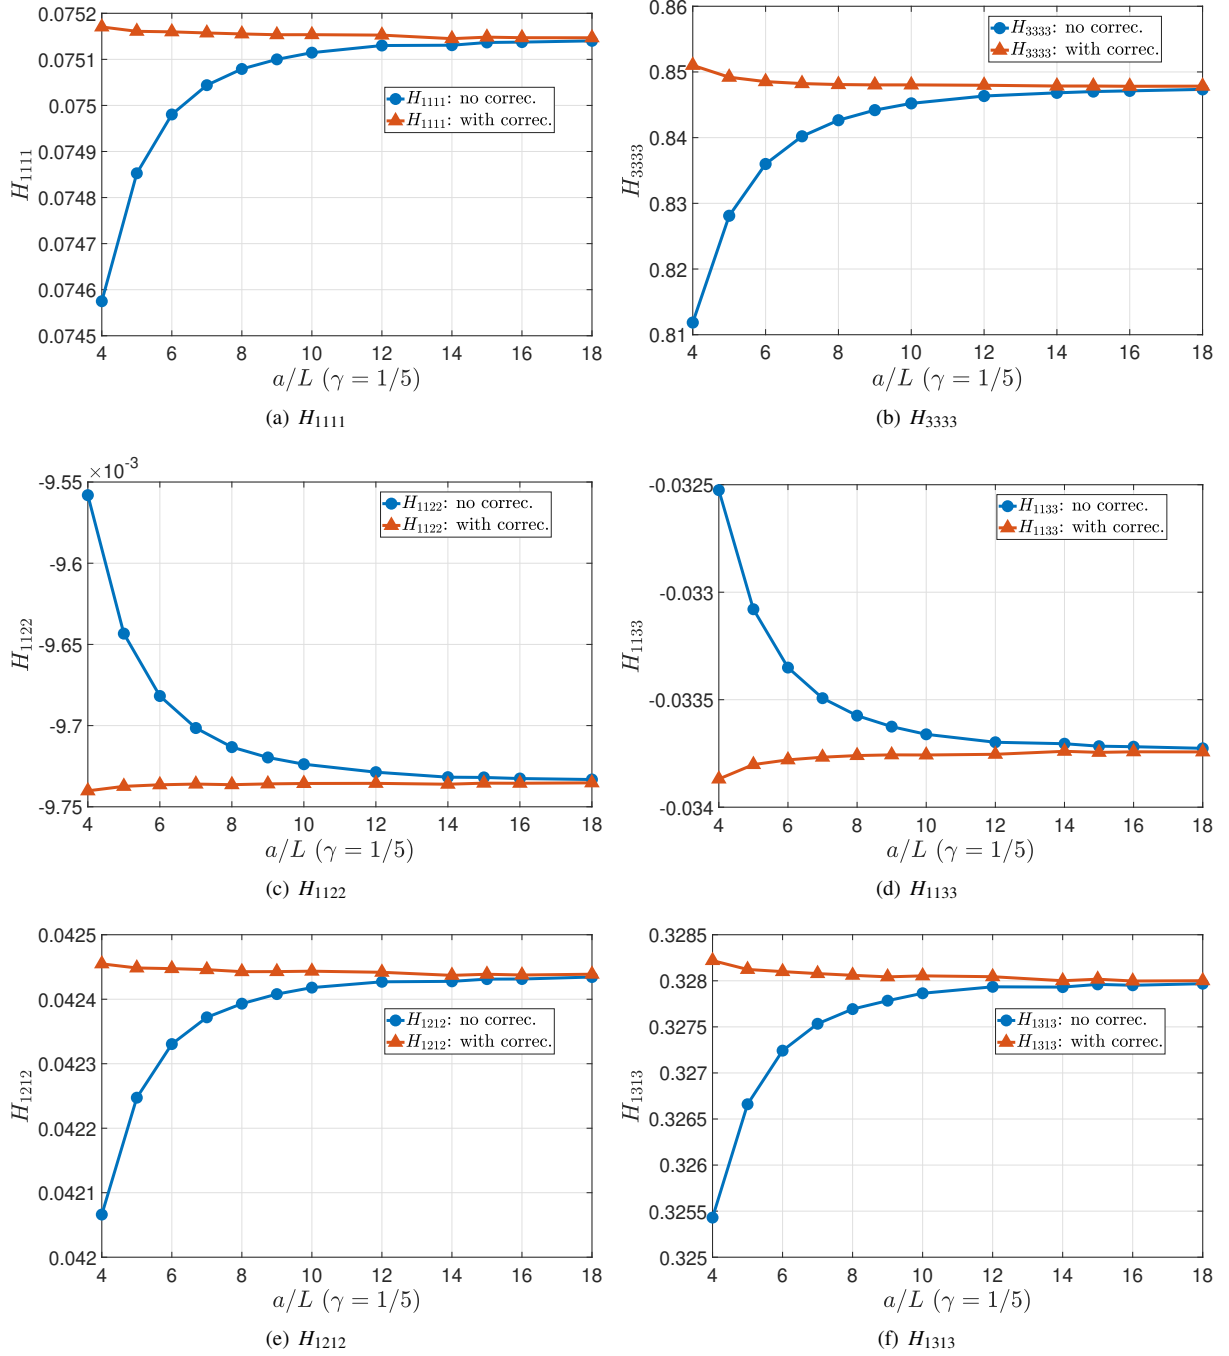 0.0752
0.0751
0.075
0.0749
0.0748
0.0747
0.0746
0.0745
H1111
H1111: no correc.
H1111: with correc.
4 6 8 10 12 14 16 18
a/L (γ = 1/5)
(a) H1111
0.86
0.85
0.84
0.83
0.82
0.81
H3333
H3333: no correc.
H3333: with correc.
4 6 8 10 12 14 16 18
a/L (γ = 1/5)
(b) H3333
×10-3
-9.55
-9.6
-9.65
-9.7
-9.75
H1122
H1122: no correc.
H1122: with correc.
4 6 8 10 12 14 16 18
a/L (γ = 1/5)
(c) H1122
-0.0325
-0.033
-0.0335
-0.034
H1133
H1133: no correc.
H1133: with correc.
4 6 8 10 12 14 16 18
a/L (γ = 1/5)
(d) H1133
0.0425
0.0424
0.0423
0.0422
0.0421
0.042
H1212
H1212: no correc.
H1212: with correc.
4 6 8 10 12 14 16 18
a/L (γ = 1/5)
(e) H1212
0.3285
0.328
0.3275
0.327
0.3265
0.326
0.3255
0.325
H1313
H1313: no correc.
H1313: with correc.
4 6 8 10 12 14 16 18
a/L (γ = 1/5)
(f) H1313